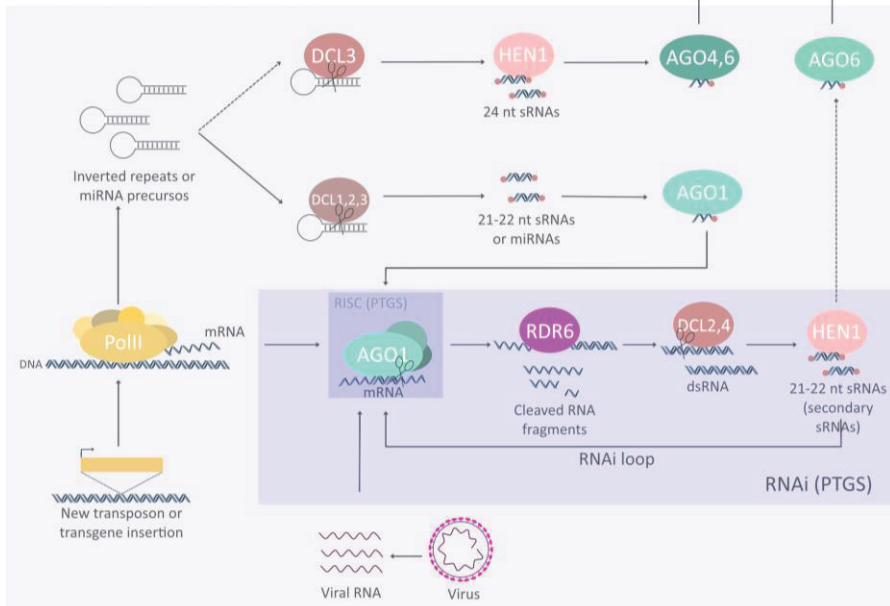 DCL3
HEN1
AGO4,6
AGO6
24 nt sRNAs
Inverted repeats or
miRNA precursos
DCL1,2,3
21-22 nt sRNAs
or miRNAs
AGO1
RISC (PTGS)
PolII
mRNA
DNA
AGO1
mRNA
RDR6
Cleaved RNA
fragments
DCL2,4
dsRNA
HEN1
21-22 nt sRNAs
(secondary
sRNAs)
RNAi loop
RNAi (PTGS)
New transposon or
transgene insertion
Viral RNA
Virus